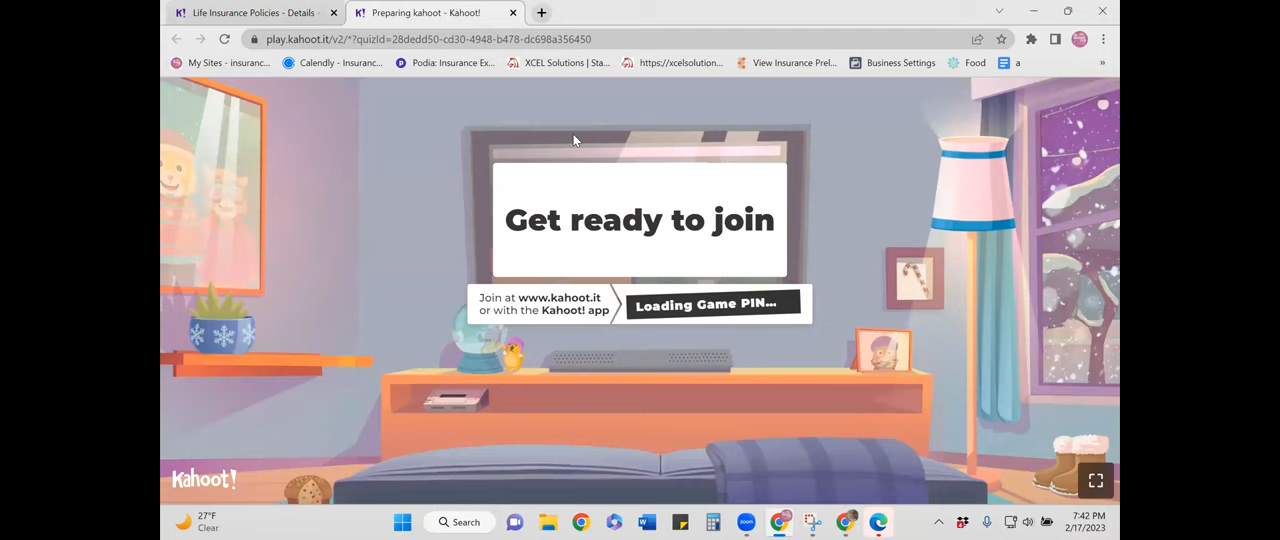 Life Insurance Policies - Details -
Preparing kahoot - Kahoot!
play.kahoot.it/v2/*?quizId=28dedd50-cd30-4948-b478-dc698a356450
My Sites - insuranc...
Calendly - Insuranc...
Podia: Insurance Ex...
XCEL Solutions | Sta...
https://xcelsolution...
View Insurance Prel...
Business Settings
Food
a
»
Get ready to join
Join at www.kahoot.it
or with the Kahoot! app
Loading Game PIN...
Kahoot!
27°F
Clear
Search
7:42 PM
2/17/2023